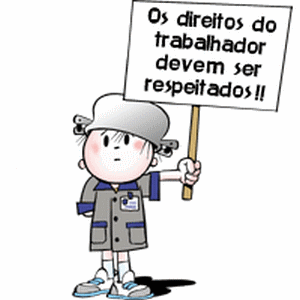 Os direitos do
trabalhador
devem ser
respeitados!!